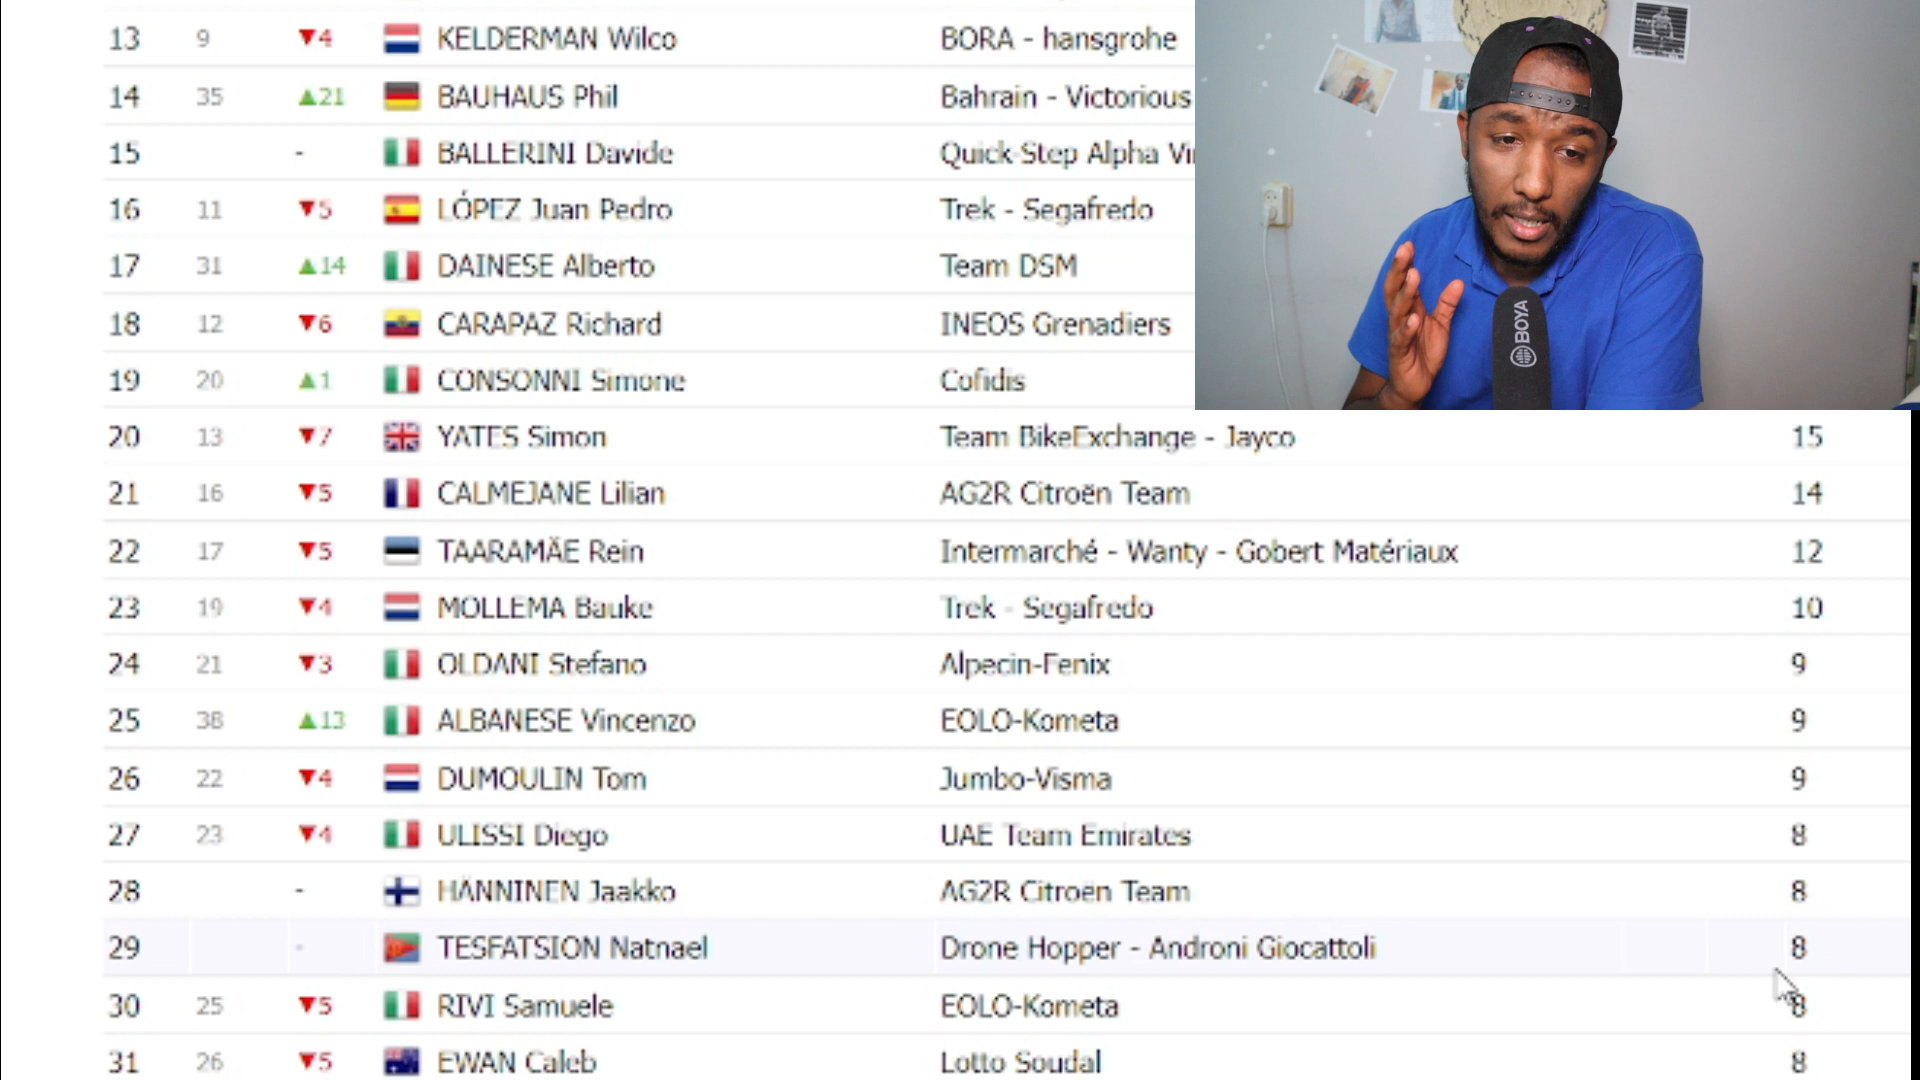 13 9 ▼4 KELDERMAN Wilco BORA - hansgrohe
14 35 ▲21 BAUHAUS Phil Bahrain - Victorious
15 - BALLERINI Davide Quick-Step Alpha
16 11 ▼5 LÓPEZ Juan Pedro Trek - Segafredo
17 31 ▲14 DAINESE Alberto Team DSM
18 12 ▼6 CARAPAZ Richard INEOS Grenadiers
19 20 ▲1 CONSONNI Simone Cofidis
20 13 ▼7 YATES Simon Team BikeExchange - Jayco 15
21 16 ▼5 CALMEJANE Lilian AG2R Citroën Team 14
22 17 ▼5 TAARAMÄE Rein Intermarché - Wanty - Gobert Matériaux 12
23 19 ▼4 MOLLEMA Bauke Trek - Segafredo 10
24 21 ▼3 OLDANI Stefano Alpecin-Fenix 9
25 38 ▲13 ALBANESE Vincenzo EOLO-Kometa 9
26 22 ▼4 DUMOULIN Tom Jumbo-Visma 9
27 23 ▼4 ULISSI Diego UAE Team Emirates 8
28 - HÄNNINEN Jaakko AG2R Citroën Team 8
29 - TESFATSION Natnael Drone Hopper - Androni Giocattoli 8
30 25 ▼5 RIVI Samuele EOLO-Kometa 8
31 26 ▼5 EWAN Caleb Lotto Soudal 8
BOYA